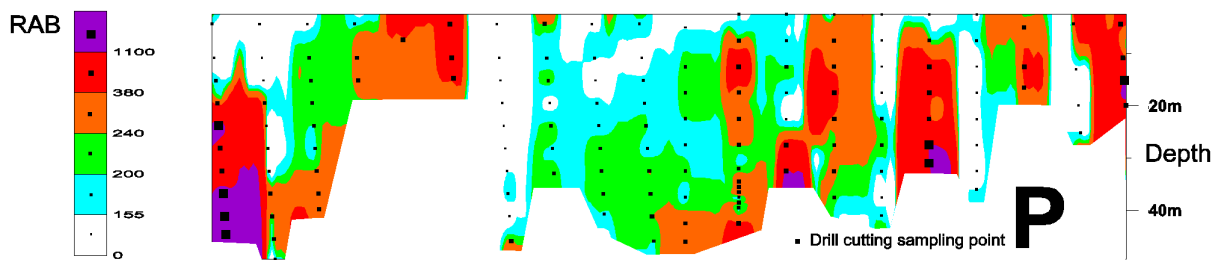 RAB
1100
380
240
200
155
0
20m
Depth
40m
Drill cutting sampling point
P